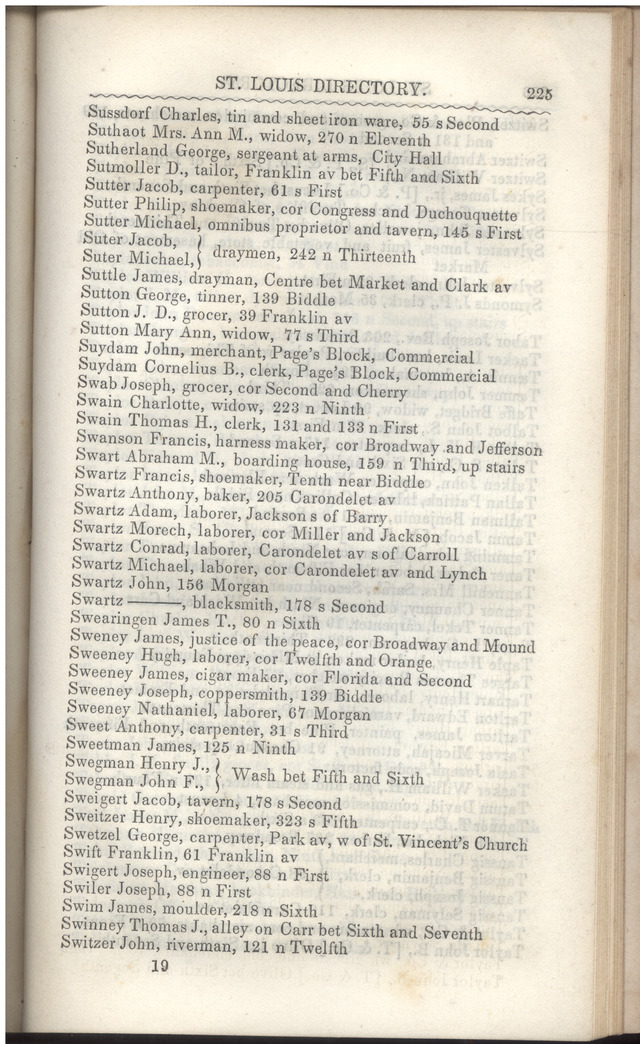 ST. LOUIS DIRECTORY. 225
Sussdorf Charles, tin and sheet iron ware, 55 s Second
Suthaot Mrs. Ann M., widow, 270 n Eleventh
Sutherland George, sergeant at arms, City Hall
Sutmoller D., tailor, Franklin av bet Fifth and Sixth
Sutter Jacob, carpenter, 61 s First
Sutter Philip, shoemaker, cor Congress and Duchouquette
Sutter Michael, omnibus proprietor and tavern, 145 s First
Suter Jacob, }
Suter Michael, } draymen, 242 n Thirteenth
Suttle James, drayman, Centre bet Market and Clark av
Sutton George, tinner, 139 Biddle
Sutton J. D., grocer, 39 Franklin av
Sutton Mary Ann, widow, 77 s Third
Suydam John, merchant, Page's Block, Commercial
Suydam Cornelius B., clerk, Page's Block, Commercial
Swab Joseph, grocer, cor Second and Cherry
Swain Charlotte, widow, 223 n Ninth
Swain Thomas H., clerk, 131 and 133 n First
Swanson Francis, harness maker, cor Broadway and Jefferson
Swart Abraham M., boarding house, 159 n Third, up stairs
Swartz Francis, shoemaker, Tenth near Biddle
Swartz Anthony, baker, 205 Carondelet av
Swartz Adam, laborer, Jackson s of Barry
Swartz Morech, laborer, cor Miller and Jackson
Swartz Conrad, laborer, Carondelet av s of Carroll
Swartz Michael, laborer, cor Carondelet av and Lynch
Swartz John, 156 Morgan
Swartz ———, blacksmith, 178 s Second
Swearingen James T., 80 n Sixth
Sweney James, justice of the peace, cor Broadway and Mound
Sweeney Hugh, laborer, cor Twelfth and Orange
Sweeney James, cigar maker, cor Florida and Second
Sweeney Joseph, coppersmith, 139 Biddle
Sweeney Nathaniel, laborer, 67 Morgan
Sweet Anthony, carpenter, 31 s Third
Sweetman James, 125 n Ninth
Swegman Henry J., }
Swegman John F., } Wash bet Fifth and Sixth
Sweigert Jacob, tavern, 178 s Second
Sweitzer Henry, shoemaker, 323 s Fifth
Swetzel George, carpenter, Park av, w of St. Vincent's Church
Swift Franklin, 61 Franklin av
Swigert Joseph, engineer, 88 n First
Swiler Joseph, 88 n First
Swim James, moulder, 218 n Sixth
Swinney Thomas J., alley on Carr bet Sixth and Seventh
Switzer John, riverman, 121 n Twelfth
19